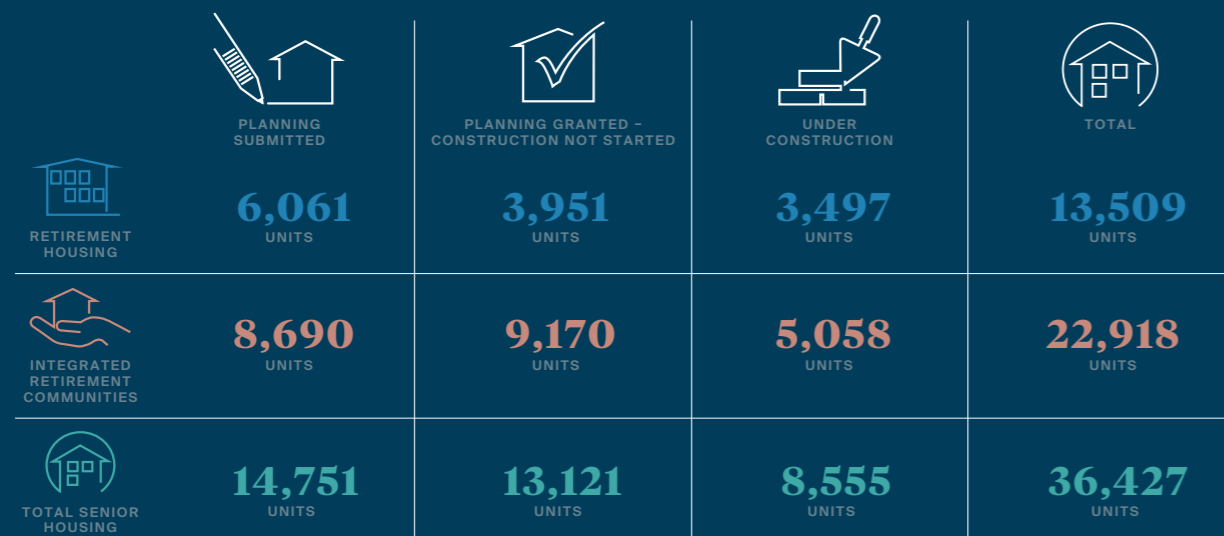 PLANNING
SUBMITTED
PLANNING GRANTED –
CONSTRUCTION NOT STARTED
UNDER
CONSTRUCTION
TOTAL
RETIREMENT
HOUSING
6,061
UNITS
3,951
UNITS
3,497
UNITS
13,509
UNITS
INTEGRATED
RETIREMENT
COMMUNITIES
8,690
UNITS
9,170
UNITS
5,058
UNITS
22,918
UNITS
TOTAL SENIOR
HOUSING
14,751
UNITS
13,121
UNITS
8,555
UNITS
36,427
UNITS